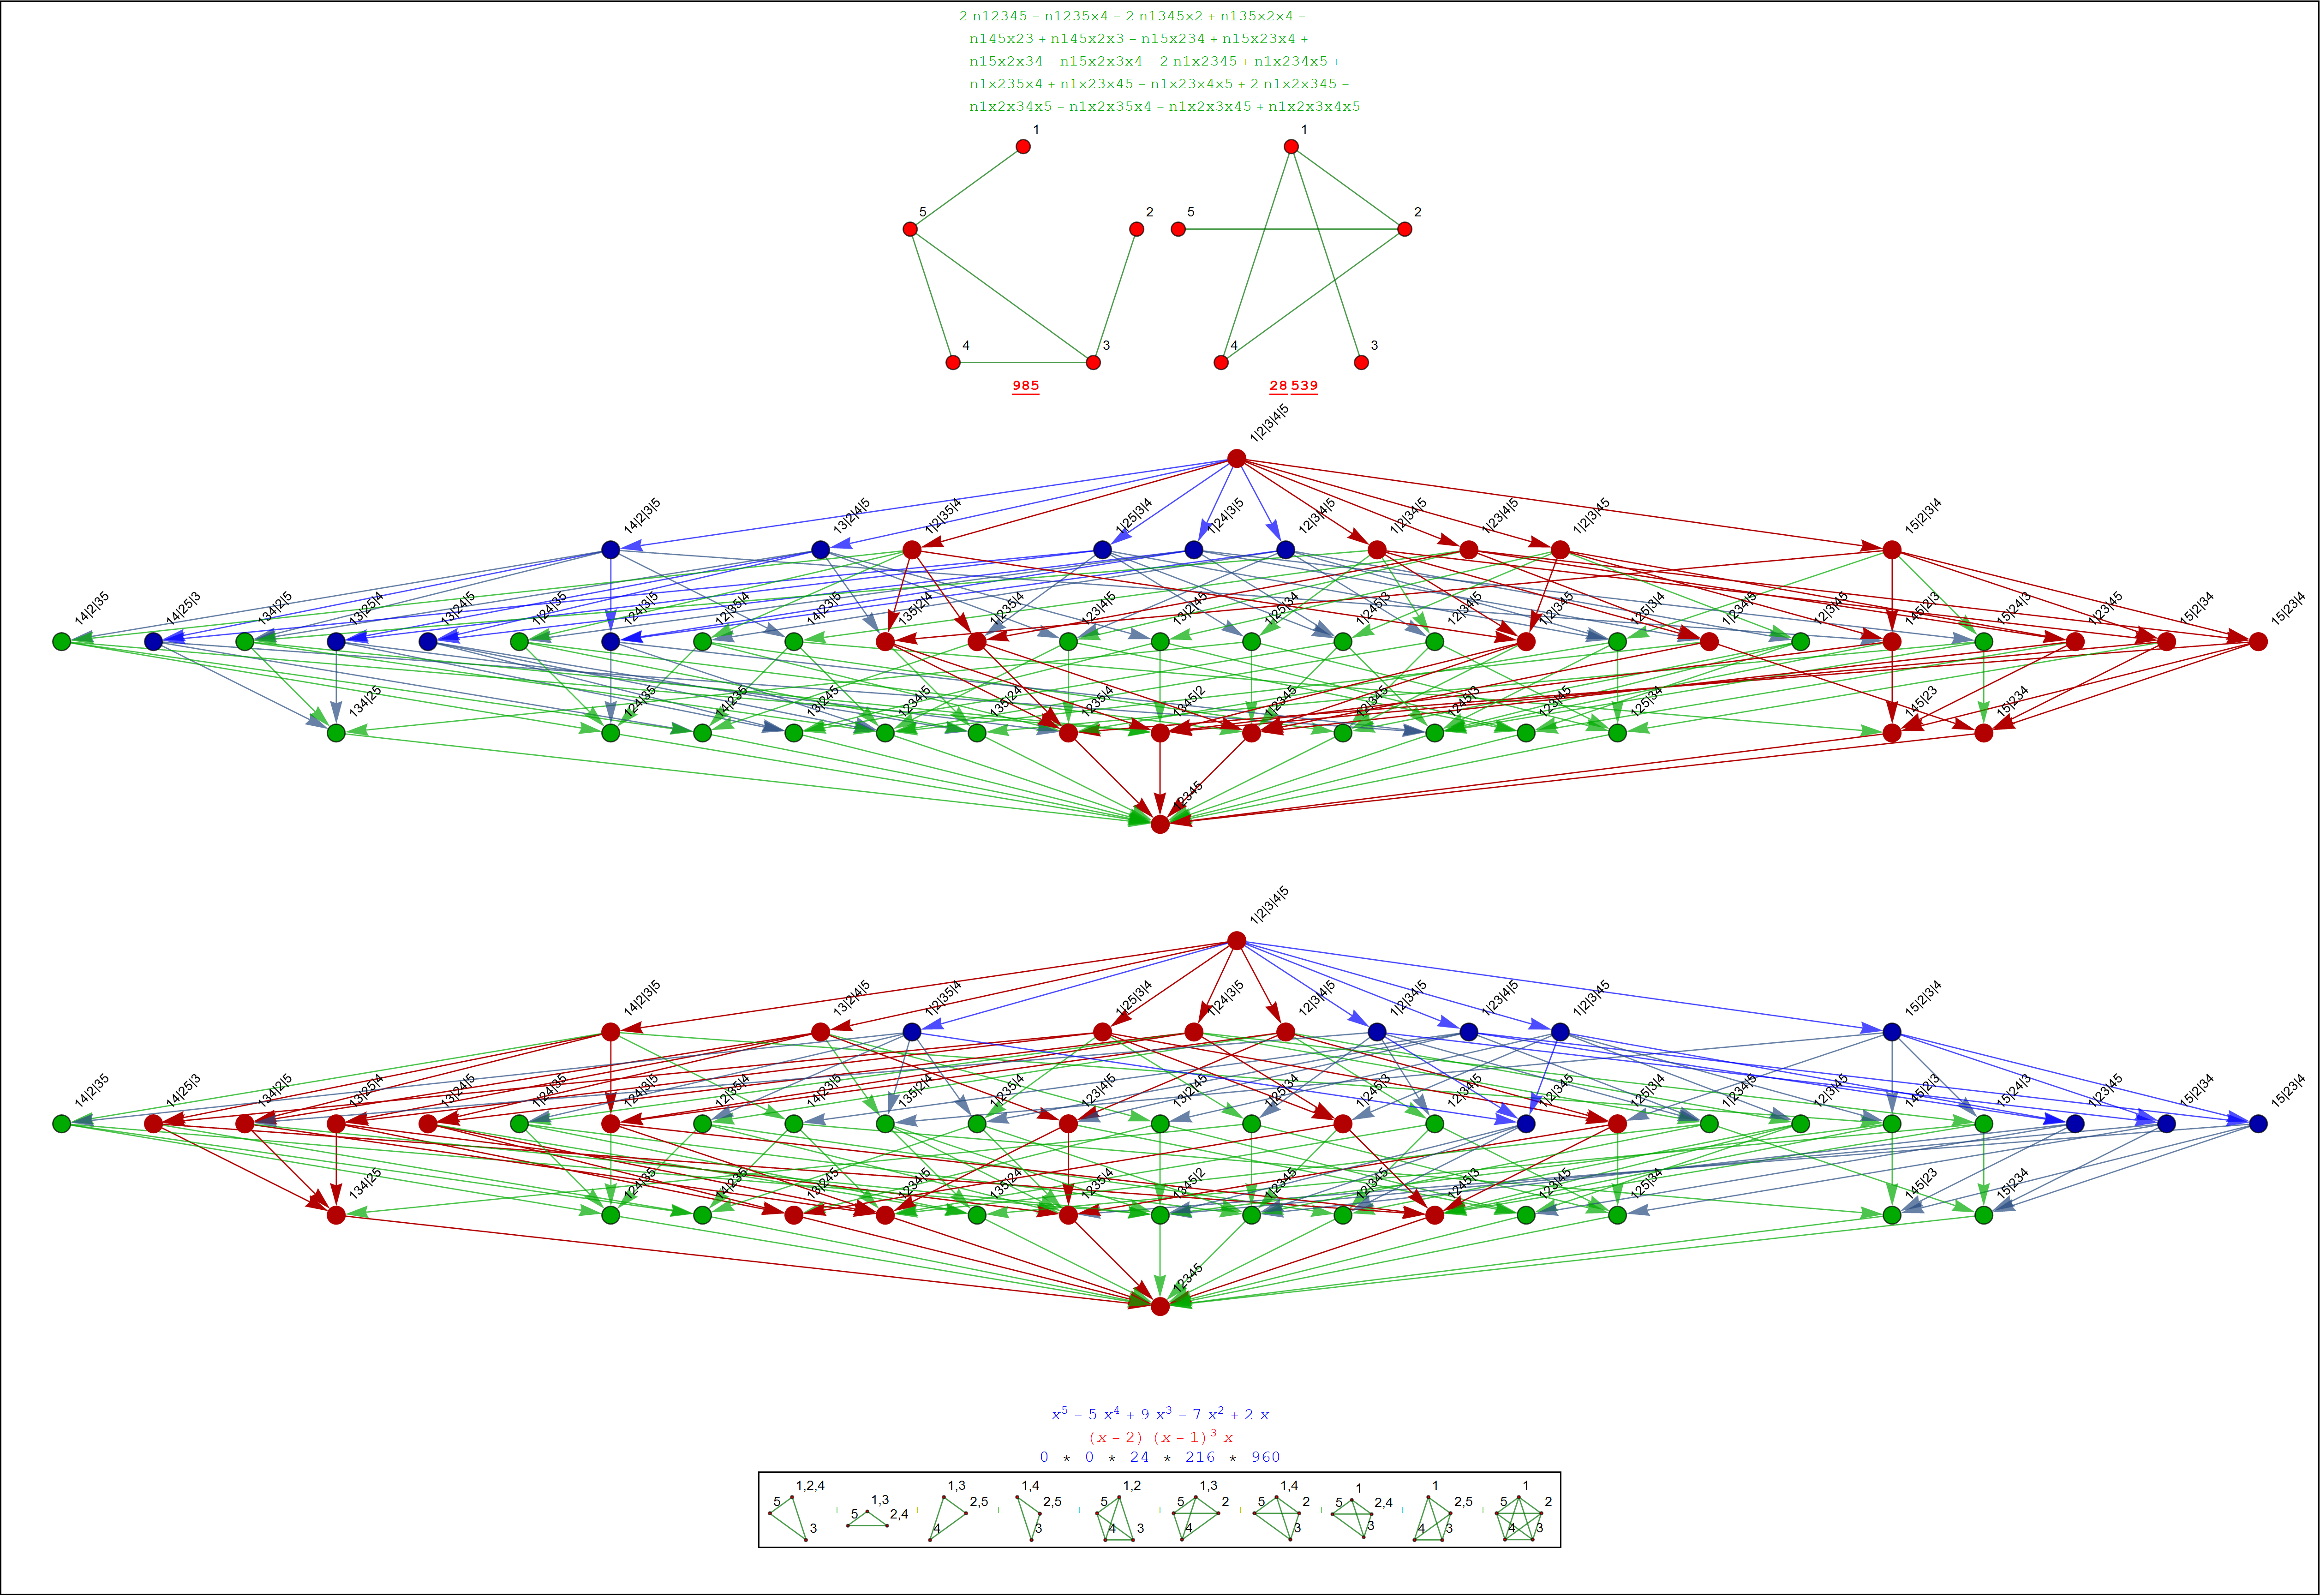 2 n12345 – n1235x4 – 2 n1345x2 + n135x2x4 –
n145x23 + n145x2x3 – n15x234 + n15x23x4 +
n15x2x34 – n15x2x3x4 – 2 n1x2345 + n1x234x5 +
n1x235x4 + n1x23x45 – n1x23x4x5 + 2 n1x2x345 –
n1x2x34x5 – n1x2x35x4 – n1x2x3x45 + n1x2x3x4x5
1 1
5 2 5 2
4 3 4 3
985 28 539
1|2|3|4|5
14|2|3|5 13|2|4|5 1|2|35|4 1|25|3|4 1|24|3|5 12|3|4|5 1|2|34|5 1|23|4|5 1|2|3|45 15|2|3|4
14|2|35 14|25|3 134|2|5 13|25|4 13|24|5 1|24|35 124|3|5 12|35|4 14|23|5 135|2|4 1|235|4 123|4|5 13|2|45 1|25|34 1|245|3 12|34|5 1|2|345 125|3|4 1|234|5 12|3|45 145|2|3 15|24|3 1|23|45 15|2|34 15|23|4
134|25 124|35 14|235 13|245 1234|5 135|24 1235|4 1345|2 1|2345 12|345 1245|3 123|45 125|34 145|23 15|234
12345
1|2|3|4|5
14|2|3|5 13|2|4|5 1|2|35|4 1|25|3|4 1|24|3|5 12|3|4|5 1|2|34|5 1|23|4|5 1|2|3|45 15|2|3|4
14|2|35 14|25|3 134|2|5 13|25|4 13|24|5 1|24|35 124|3|5 12|35|4 14|23|5 135|2|4 1|235|4 123|4|5 13|2|45 1|25|34 1|245|3 12|34|5 1|2|345 125|3|4 1|234|5 12|3|45 145|2|3 15|24|3 1|23|45 15|2|34 15|23|4
134|25 124|35 14|235 13|245 1234|5 135|24 1235|4 1345|2 1|2345 12|345 1245|3 123|45 125|34 145|23 15|234
12345
x⁵ – 5 x⁴ + 9 x³ – 7 x² + 2 x
(x – 2) (x – 1)³ x
0 * 0 * 24 * 216 * 960
1,2,4 5 3 + 1,3 5 2,4 + 1,3 2,5 4 + 1,4 2,5 3 + 1,2 5 4 3 + 1,3 5 2 4 + 1,4 5 2 3 + 1 5 2,4 3 + 1 2,5 4 3 + 1 5 2 4 3